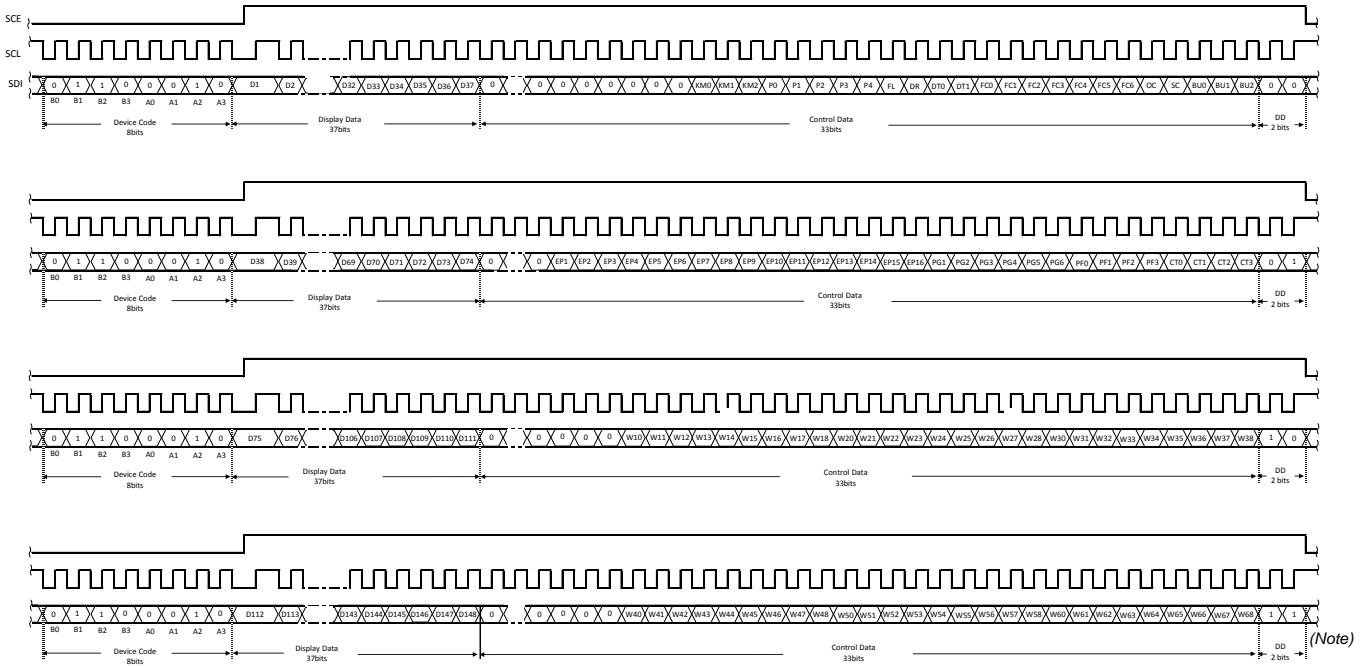 SCE
SCL
SDI 0 1 1 0 0 0 1 0 D1 D2 D32 D33 D34 D35 D36 D37 0 0 0 0 0 0 0 0 KM0 KM1 KM2 P0 P1 P2 P3 P4 FL DR DT0 DT1 FC0 FC1 FC2 FC3 FC4 FC5 FC6 OC SC BU0 BU1 BU2 0 0
B0 B1 B2 B3 A0 A1 A2 A3
Device Code Display Data Control Data DD
8bits 37bits 33bits 2 bits
0 1 1 0 0 0 1 0 D38 D39 D69 D70 D71 D72 D73 D74 0 0 EP1 EP2 EP3 EP4 EP5 EP6 EP7 EP8 EP9 EP10 EP11 EP12 EP13 EP14 EP15 EP16 PG1 PG2 PG3 PG4 PG5 PG6 PF0 PF1 PF2 PF3 CT0 CT1 CT2 CT3 0 1
B0 B1 B2 B3 A0 A1 A2 A3
Device Code Display Data Control Data DD
8bits 37bits 33bits 2 bits
0 1 1 0 0 0 1 0 D75 D76 D106 D107 D108 D109 D110 D111 0 0 0 0 0 W10 W11 W12 W13 W14 W15 W16 W17 W18 W20 W21 W22 W23 W24 W25 W26 W27 W28 W30 W31 W32 W33 W34 W35 W36 W37 W38 1 0
B0 B1 B2 B3 A0 A1 A2 A3
Device Code Display Data Control Data DD
8bits 37bits 33bits 2 bits
0 1 1 0 0 0 1 0 D112 D113 D143 D144 D145 D146 D147 D148 0 0 0 0 0 W40 W41 W42 W43 W44 W45 W46 W47 W48 W50 W51 W52 W53 W54 W55 W56 W57 W58 W60 W61 W62 W63 W64 W65 W66 W67 W68 1 1
B0 B1 B2 B3 A0 A1 A2 A3
Device Code Display Data Control Data DD
8bits 37bits 33bits 2 bits
(Note)